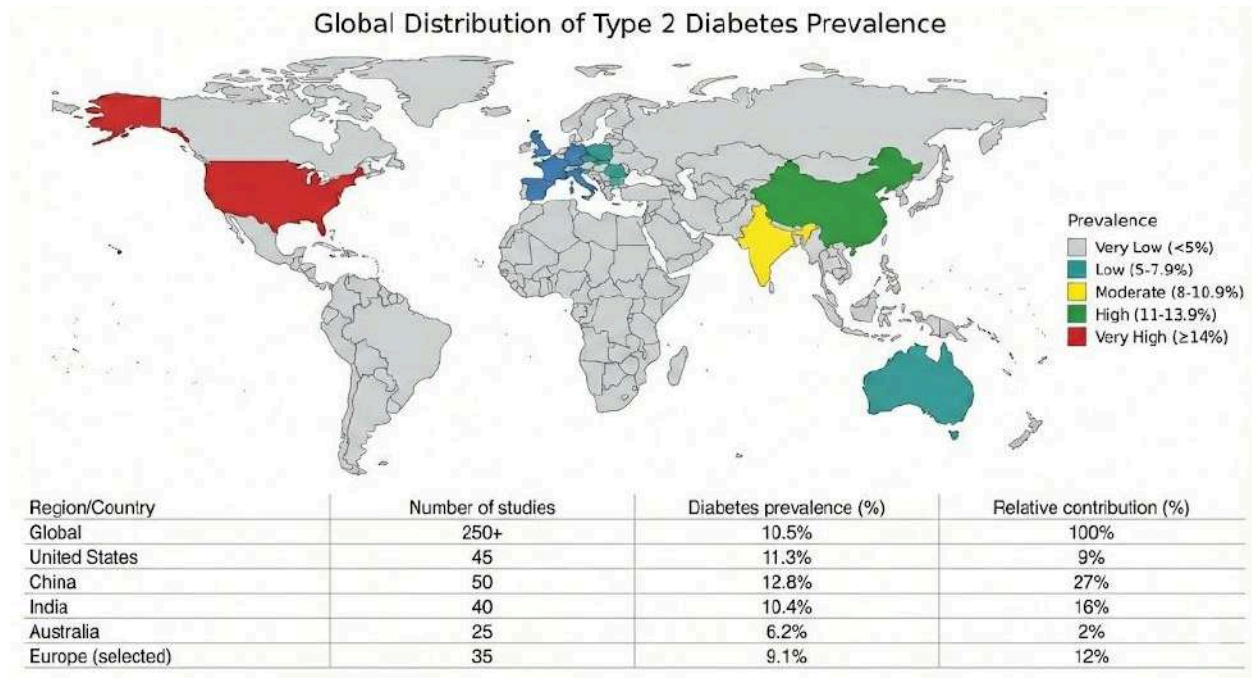 Global Distribution of Type 2 Diabetes Prevalence
Prevalence
Very Low (<5%)
Low (5-7.9%)
Moderate (8-10.9%)
High (11-13.9%)
Very High (≥14%)
Region/Country Number of studies Diabetes prevalence (%) Relative contribution (%)
Global 250+ 10.5% 100%
United States 45 11.3% 9%
China 50 12.8% 27%
India 40 10.4% 16%
Australia 25 6.2% 2%
Europe (selected) 35 9.1% 12%